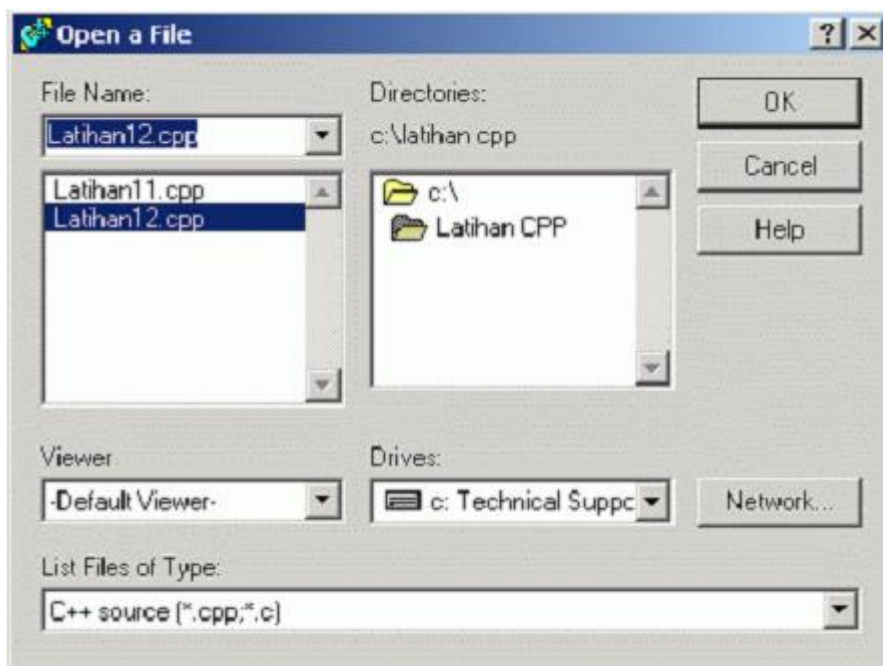 Open a File
File Name:
Latihan12.cpp
Latihan11.cpp
Latihan12.cpp
Directories:
c:\latihan cpp
c:\
Latihan CPP
OK
Cancel
Help
Viewer
-Default Viewer-
Drives:
c: Technical Suppc
Network...
List Files of Type:
C++ source (*.cpp;*.c)